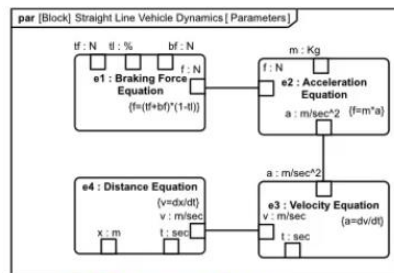 par [Block] Straight Line Vehicle Dynamics [ Parameters]
tf : N tl : % bf : N
f : N
e1 : Braking Force
Equation
{f=(tf+bf)*(1-tl)}
m : Kg
f : N
e2 : Acceleration
Equation
a : m/sec^2
{f=m*a}
e4 : Distance Equation
{v=dx/dt}
v : m/sec
x : m t : sec
a : m/sec^2
e3 : Velocity Equation
v : m/sec
{a=dv/dt}
t : sec